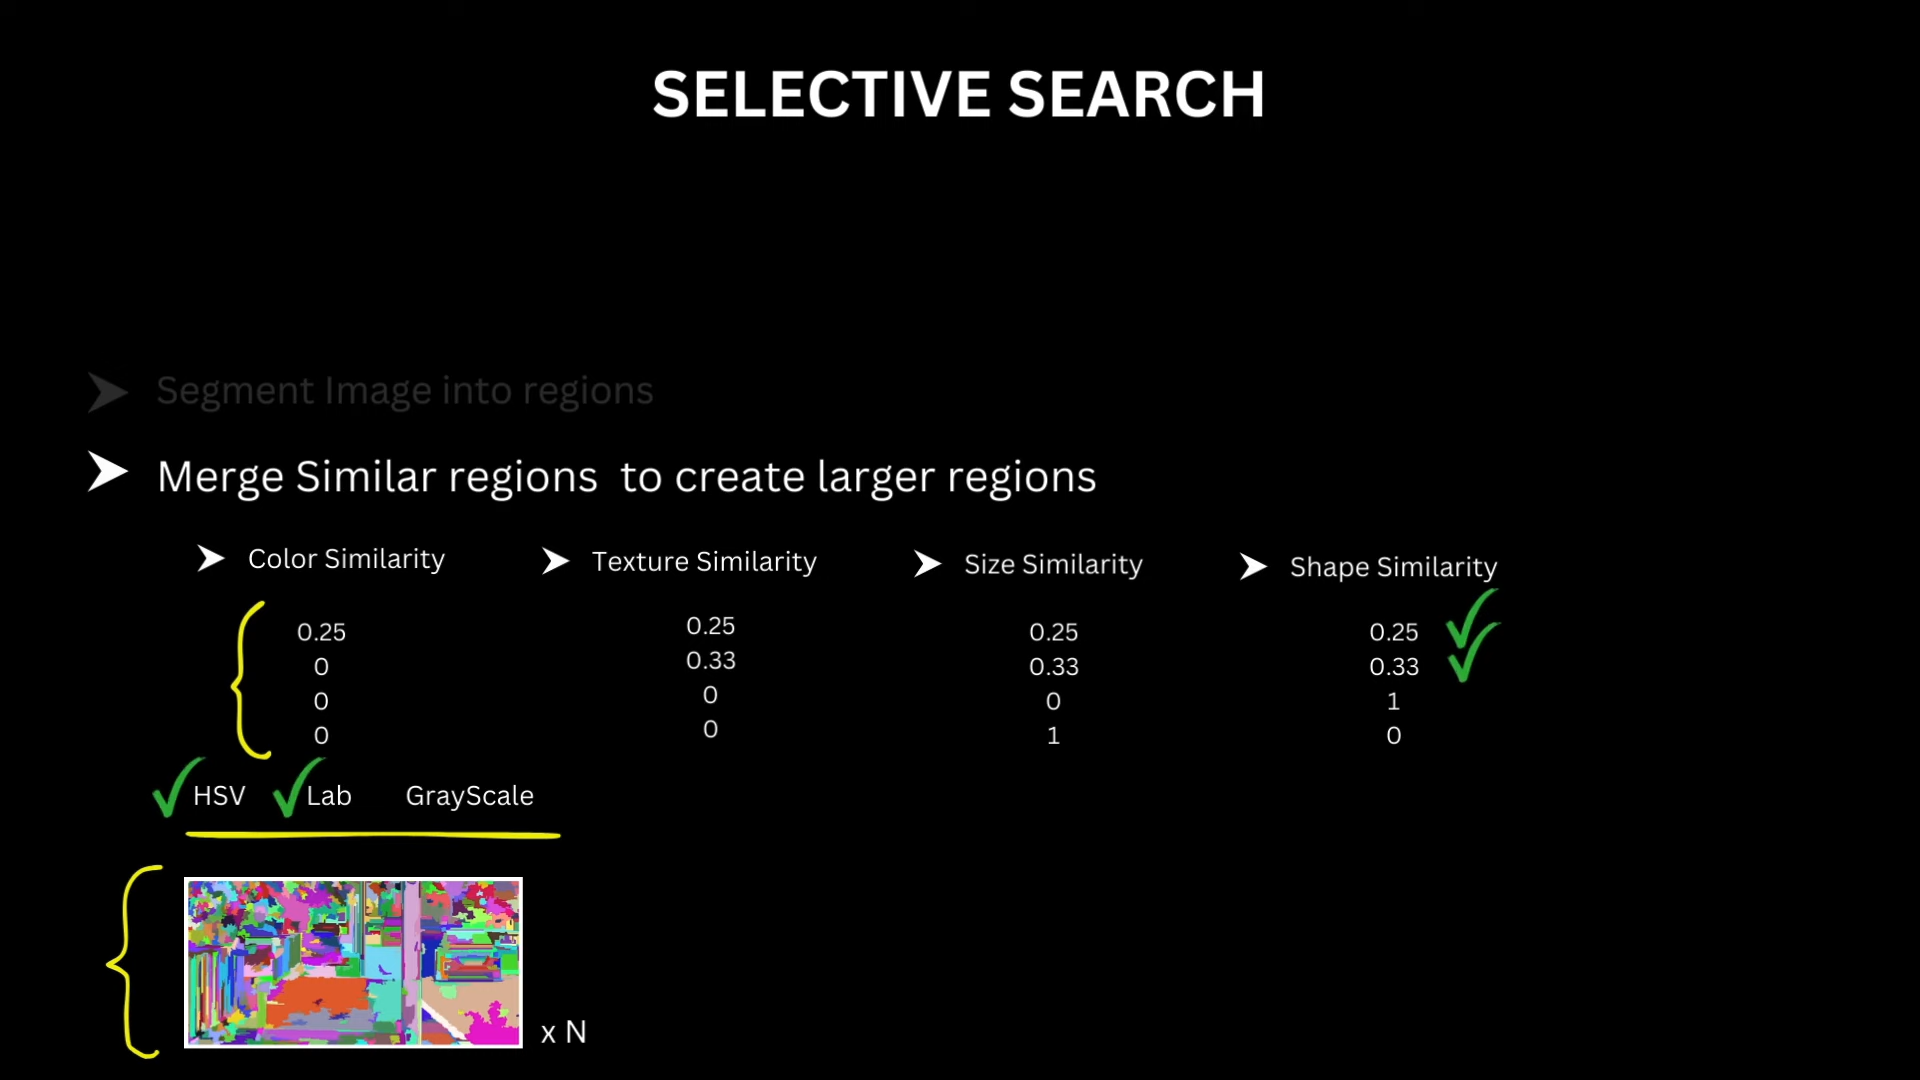 SELECTIVE SEARCH
Segment Image into regions
Merge Similar regions to create larger regions
Color Similarity Texture Similarity Size Similarity Shape Similarity
0.25 0.25 0.25 0.25
0 0.33 0.33 0.33
0 0 0 1
0 0 1 0
HSV Lab GrayScale
x N